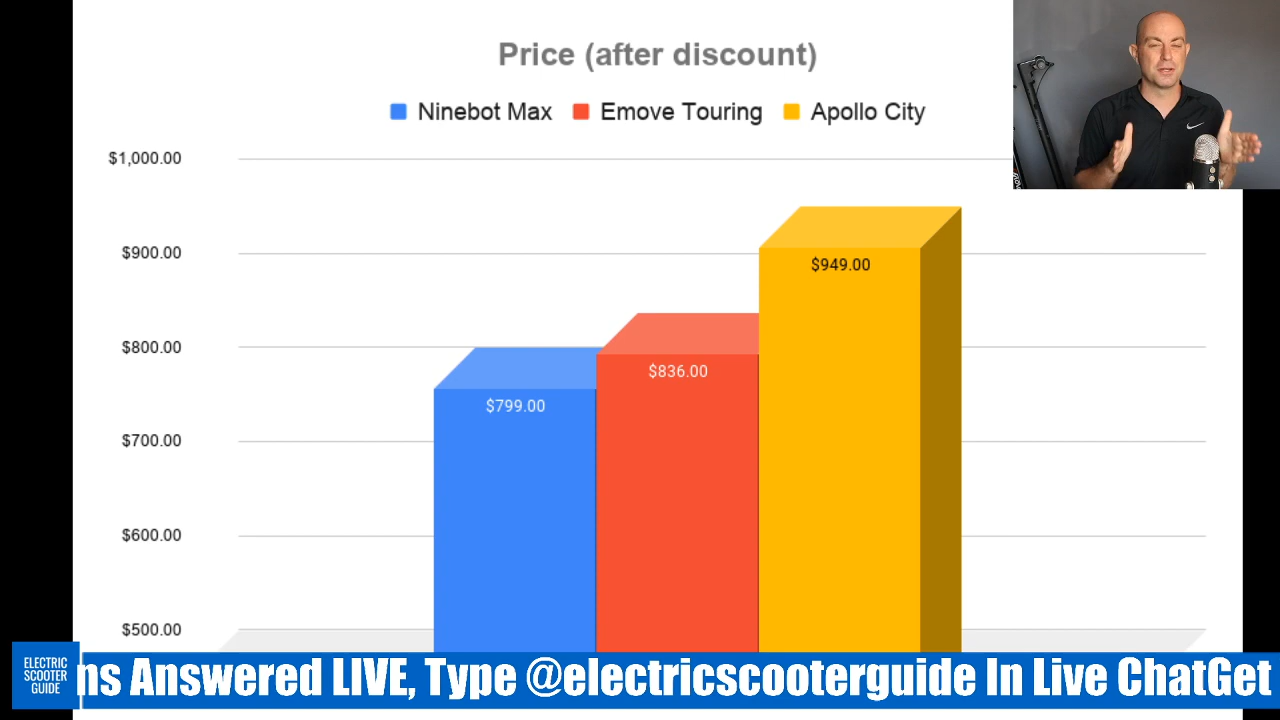 Price (after discount)
Ninebot Max Emove Touring Apollo City
$1,000.00
$900.00
$949.00
$800.00
$836.00
$799.00
$700.00
$600.00
$500.00
ELECTRIC
SCOOTER
GUIDE
ns Answered LIVE, Type @electricscooterguide In Live ChatGet